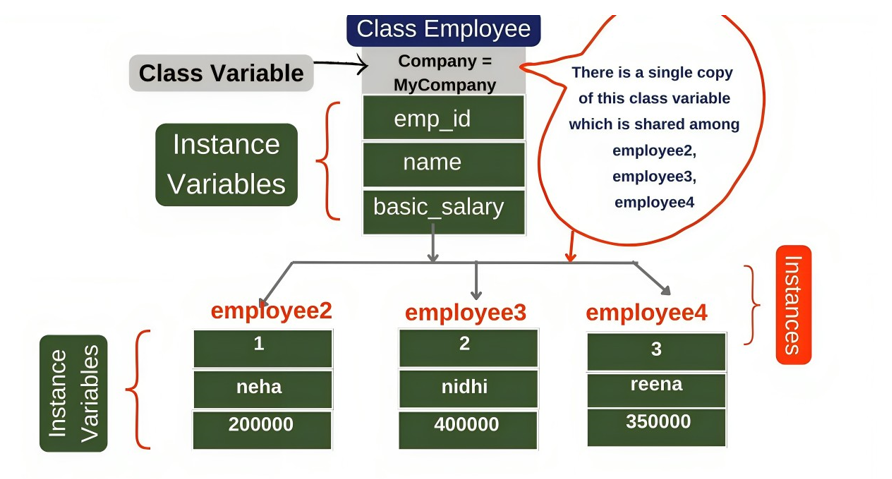 Class Employee
Class Variable
Company =
MyCompany
There is a single copy
of this class variable
which is shared among
employee2,
employee3,
employee4
Instance
Variables
emp_id
name
basic_salary
Instances
employee2
employee3
employee4
Instance
Variables
1
2
3
neha
nidhi
reena
200000
400000
350000